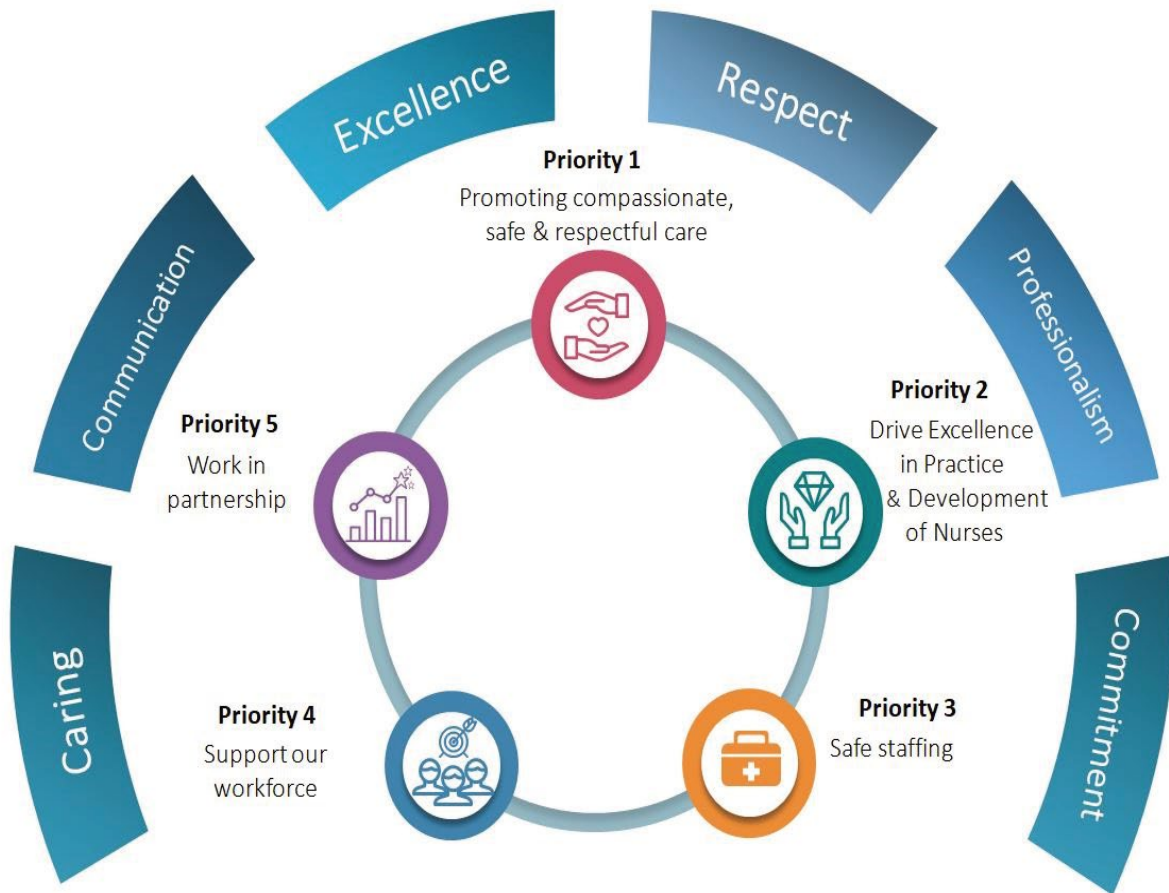 Caring
Communication
Excellence
Respect
Professionalism
Commitment
Priority 1
Promoting compassionate,
safe & respectful care
Priority 2
Drive Excellence
in Practice
& Development
of Nurses
Priority 3
Safe staffing
Priority 4
Support our
workforce
Priority 5
Work in
partnership